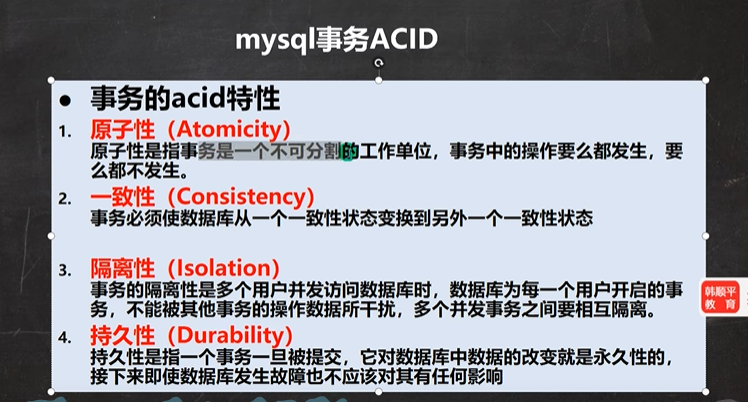 mysql事务ACID
● 事务的acid特性
1. 原子性（Atomicity）
原子性是指事务是一个不可分割的工作单位，事务中的操作要么都发生，要
么都不发生。
2. 一致性（Consistency）
事务必须使数据库从一个一致性状态变换到另外一个一致性状态
3. 隔离性（Isolation）
事务的隔离性是多个用户并发访问数据库时，数据库为每一个用户开启的事
务，不能被其他事务的操作数据所干扰，多个并发事务之间要相互隔离。
韩顺平
教 育
4. 持久性（Durability）
持久性是指一个事务一旦被提交，它对数据库中数据的改变就是永久性的，
接下来即使数据库发生故障也不应该对其有任何影响